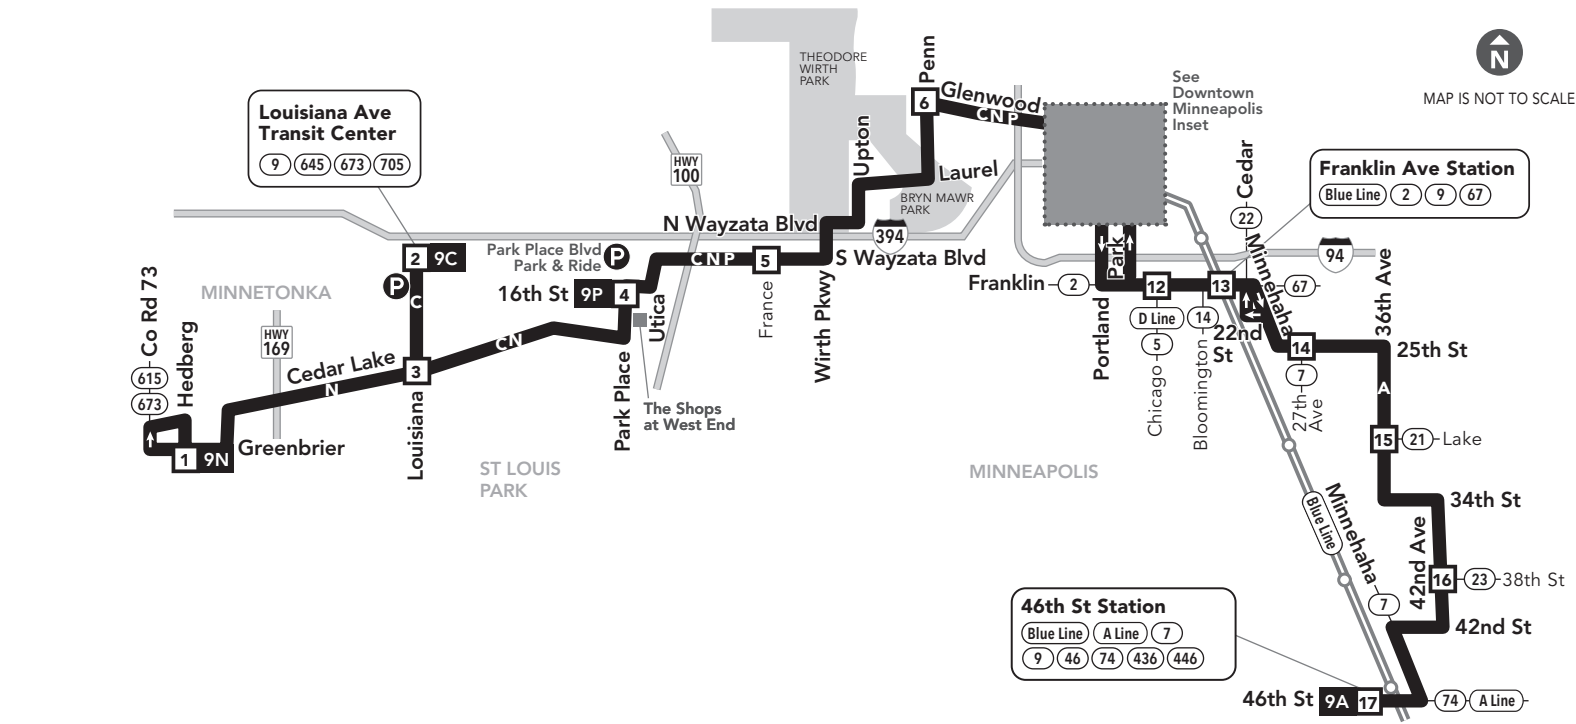 THEODORE
WIRTH
PARK
Penn
Glenwood
CNP
6
See
Downtown
Minneapolis
Inset
N
MAP IS NOT TO SCALE
Louisiana Ave
Transit Center
9 645 673 705
HWY
100
Upton
Laurel
BRYN MAWR
PARK
Cedar
22
Franklin Ave Station
Blue Line 2 9 67
N Wayzata Blvd
394
S Wayzata Blvd
94
2 9C
P
C
Park Place Blvd
Park & Ride
P
CNP
5
France
Wirth Pkwy
16th St 9P 4
Utica
Park
Franklin 2
12
13
67
Minnehaha
Portland
D Line
5
Chicago
14
Bloomington
22nd
St
14
7
27th
Ave
36th Ave
25th St
MINNETONKA
HWY
169
Co Rd 73
615
673
Hedberg
Cedar Lake
N
3
CN
Louisiana
Park Place
The Shops
at West End
1 9N
Greenbrier
ST LOUIS
PARK
MINNEAPOLIS
A
15 21 Lake
34th St
Minnehaha
Blue Line
42nd Ave
16 23 38th St
7
42nd St
46th St Station
Blue Line A Line 7
9 46 74 436 446
46th St 9A 17
74 A Line